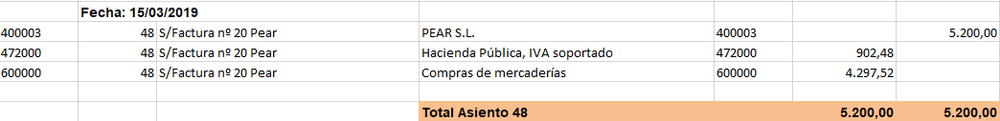 Fecha: 15/03/2019
400003 48 S/Factura nº 20 Pear PEAR S.L. 400003 5.200,00
472000 48 S/Factura nº 20 Pear Hacienda Pública, IVA soportado 472000 902,48
600000 48 S/Factura nº 20 Pear Compras de mercaderías 600000 4.297,52
Total Asiento 48 5.200,00 5.200,00